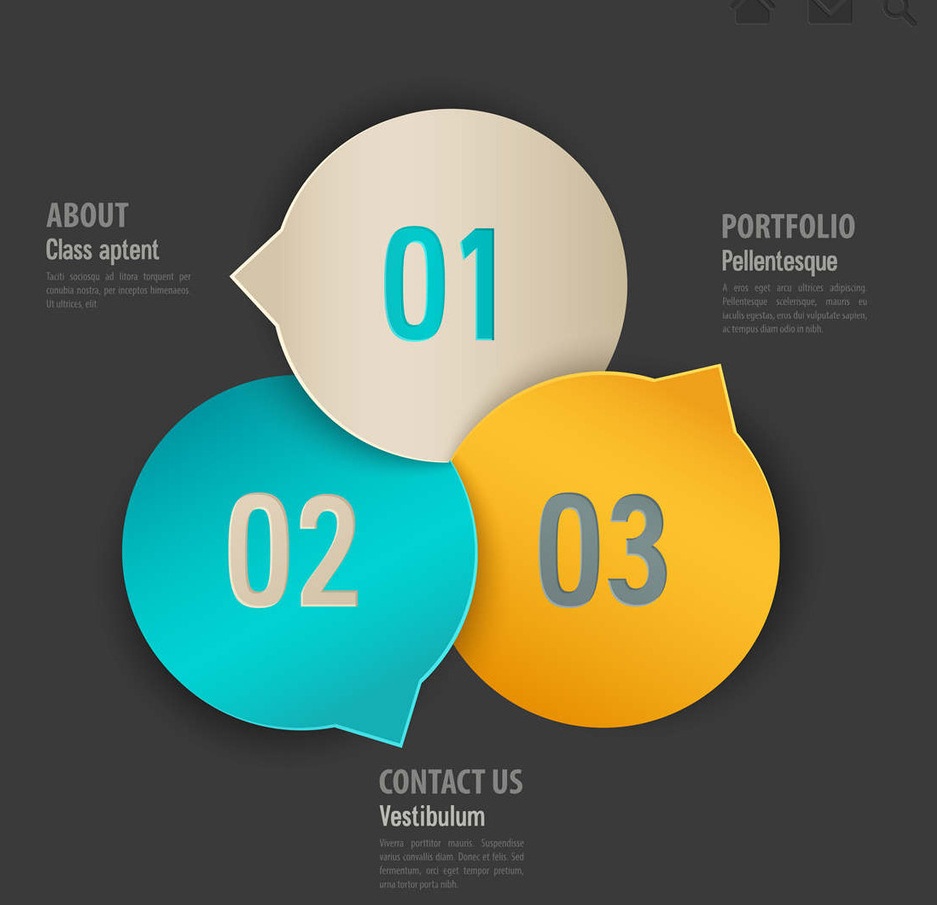 ABOUT
Class aptent
Taciti sociosqu ad litora torquent per
conubia nostra, per inceptos himenaeos.
Ut ultrices, elit
01
PORTFOLIO
Pellentesque
A eros eget arcu ultrices adipiscing.
Pellentesque scelerisque, mauris eu
iaculis egestas, eros dui vulputate sapien,
ac tempus diam odio in nibh.
02
03
CONTACT US
Vestibulum
Viverra porttitor mauris. Suspendisse
varius convallis diam. Donec et felis. Sed
fermentum, orci eget tempor pretium,
urna tortor porta nibh.